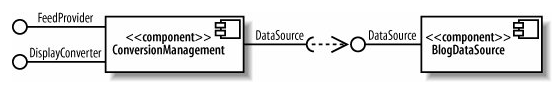 FeedProvider
DisplayConverter
<<component>>
ConversionManagement
DataSource
DataSource
<<component>>
BlogDataSource